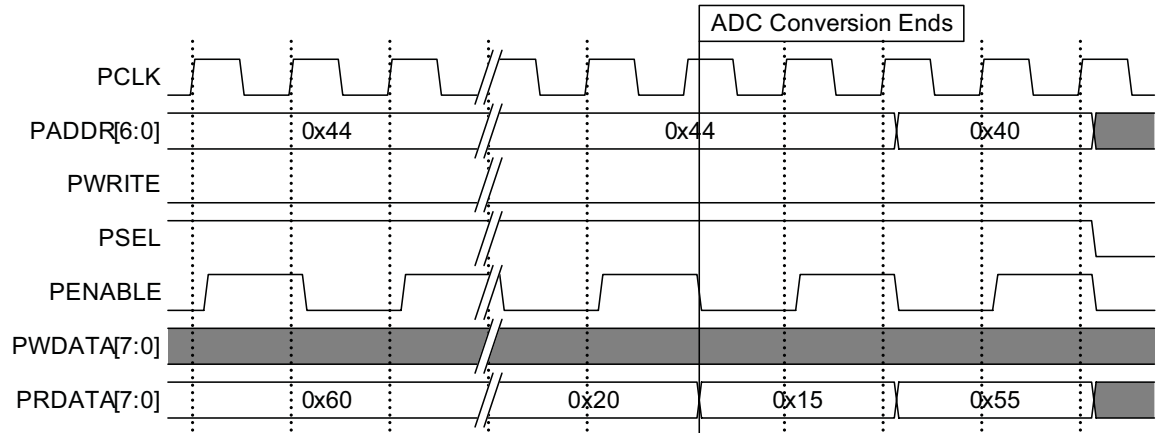 ADC Conversion Ends
PCLK
PADDR[6:0] 0x44 0x44 0x40
PWRITE
PSEL
PENABLE
PWDATA[7:0]
PRDATA[7:0] 0x60 0x20 0x15 0x55